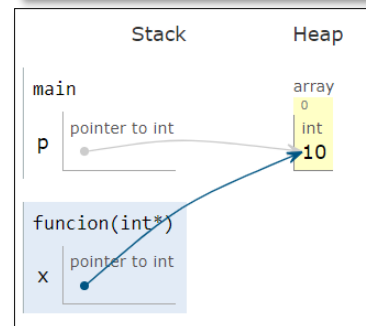 Stack Heap
main
array
0
pointer to int
int
p
10
funcion(int*)
pointer to int
x